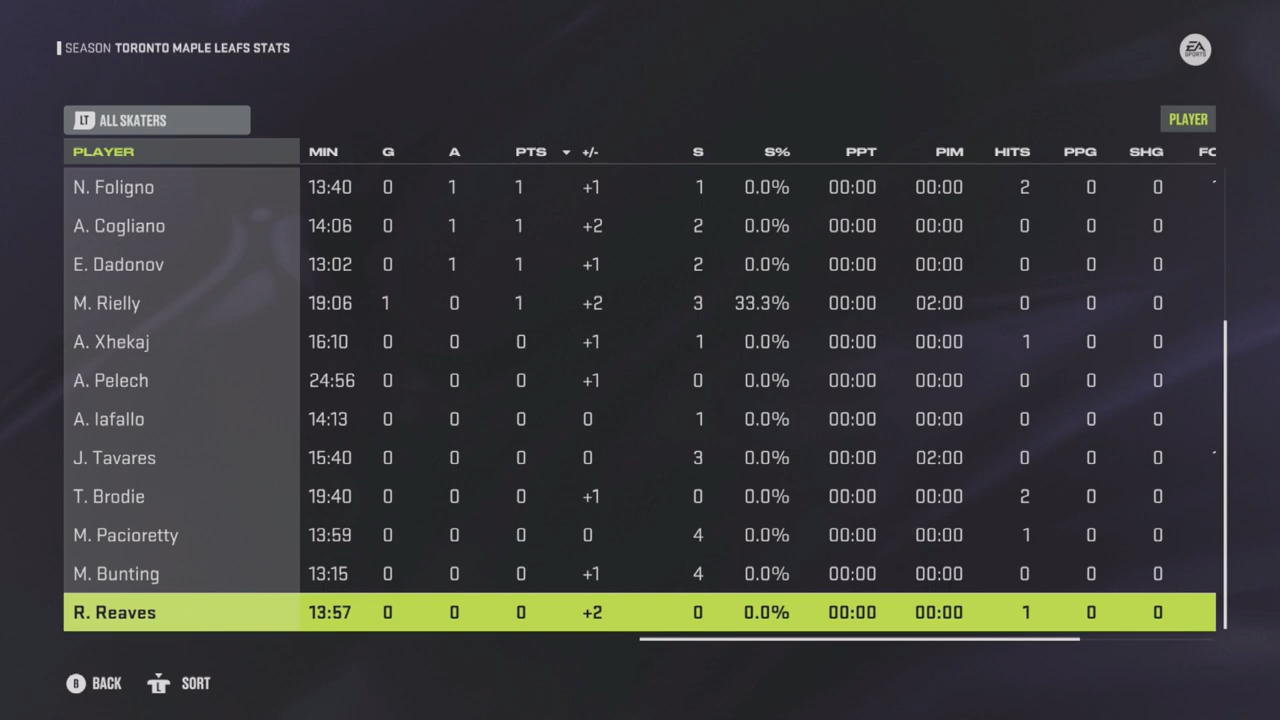 SEASON TORONTO MAPLE LEAFS STATS
EA SPORTS
LT ALL SKATERS
PLAYER
PLAYER MIN G A PTS +/- S S% PPT PIM HITS PPG SHG FO
N. Foligno 13:40 0 1 1 +1 1 0.0% 00:00 00:00 2 0 0
A. Cogliano 14:06 0 1 1 +2 2 0.0% 00:00 00:00 0 0 0
E. Dadonov 13:02 0 1 1 +1 2 0.0% 00:00 00:00 0 0 0
M. Rielly 19:06 1 0 1 +2 3 33.3% 00:00 02:00 0 0 0
A. Xhekaj 16:10 0 0 0 +1 1 0.0% 00:00 00:00 1 0 0
A. Pelech 24:56 0 0 0 +1 0 0.0% 00:00 00:00 0 0 0
A. Iafallo 14:13 0 0 0 0 1 0.0% 00:00 00:00 0 0 0
J. Tavares 15:40 0 0 0 0 3 0.0% 00:00 02:00 0 0 0
T. Brodie 19:40 0 0 0 +1 0 0.0% 00:00 00:00 2 0 0
M. Pacioretty 13:59 0 0 0 0 4 0.0% 00:00 00:00 1 0 0
M. Bunting 13:15 0 0 0 +1 4 0.0% 00:00 00:00 0 0 0
R. Reaves 13:57 0 0 0 +2 0 0.0% 00:00 00:00 1 0 0
B BACK L SORT